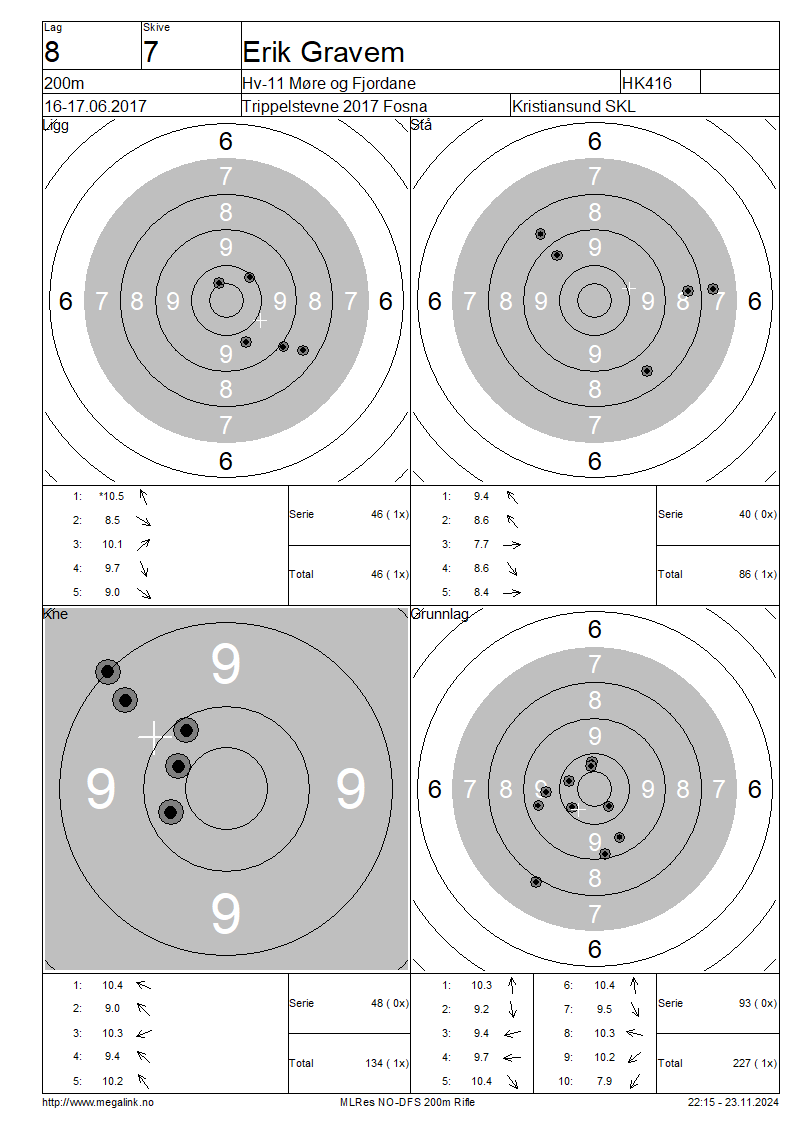 Lag Skive
8 7 Erik Gravem
200m Hv-11 Møre og Fjordane HK416
16-17.06.2017 Trippelstevne 2017 Fosna Kristiansund SKL
Ligg
6
7
8
9
6 7 8 9 9 8 7 6
9
8
7
6
Stå
6
7
8
9
6 7 8 9 9 8 7 6
9
8
7
6
1: *10.5
2: 8.5
3: 10.1
4: 9.7
5: 9.0
Serie 46 ( 1x)
Total 46 ( 1x)
1: 9.4
2: 8.6
3: 7.7
4: 8.6
5: 8.4
Serie 40 ( 0x)
Total 86 ( 1x)
Kne
9
9 9
9
Grunnlag
6
7
8
9
6 7 8 9 9 8 7 6
9
8
7
6
1: 10.4
2: 9.0
3: 10.3
4: 9.4
5: 10.2
Serie 48 ( 0x)
Total 134 ( 1x)
1: 10.3 6: 10.4
2: 9.2 7: 9.5
3: 9.4 8: 10.3
4: 9.7 9: 10.2
5: 10.4 10: 7.9
Serie 93 ( 0x)
Total 227 ( 1x)
http://www.megalink.no MLRes NO-DFS 200m Rifle 22:15 - 23.11.2024